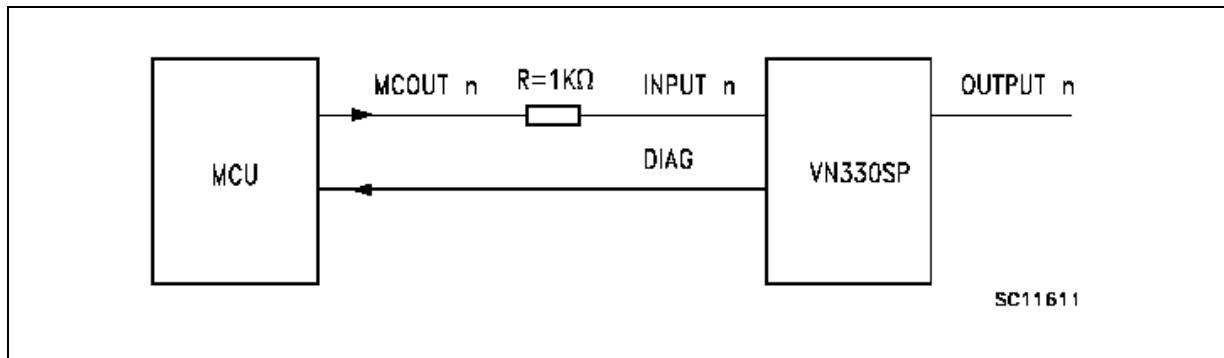 MCOUT n
R=1KΩ
INPUT n
OUTPUT n
DIAG
MCU
VN330SP
SC11611